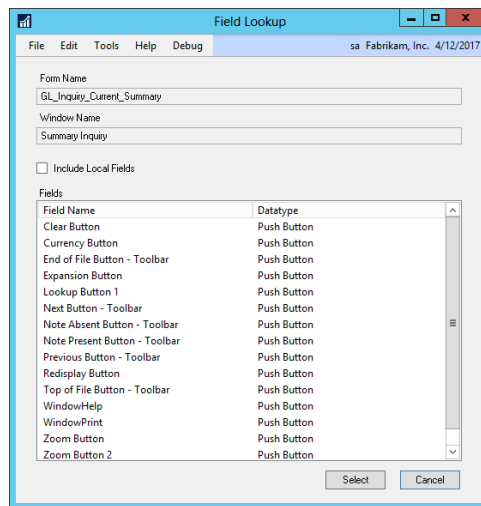 Field Lookup
File Edit Tools Help Debug sa Fabrikam, Inc. 4/12/2017
Form Name
GL_Inquiry_Current_Summary
Window Name
Summary Inquiry
Include Local Fields
Fields
Field Name Datatype
Clear Button Push Button
Currency Button Push Button
End of File Button - Toolbar Push Button
Expansion Button Push Button
Lookup Button 1 Push Button
Next Button - Toolbar Push Button
Note Absent Button - Toolbar Push Button
Note Present Button - Toolbar Push Button
Previous Button - Toolbar Push Button
Redisplay Button Push Button
Top of File Button - Toolbar Push Button
WindowHelp Push Button
WindowPrint Push Button
Zoom Button Push Button
Zoom Button 2 Push Button
Select Cancel